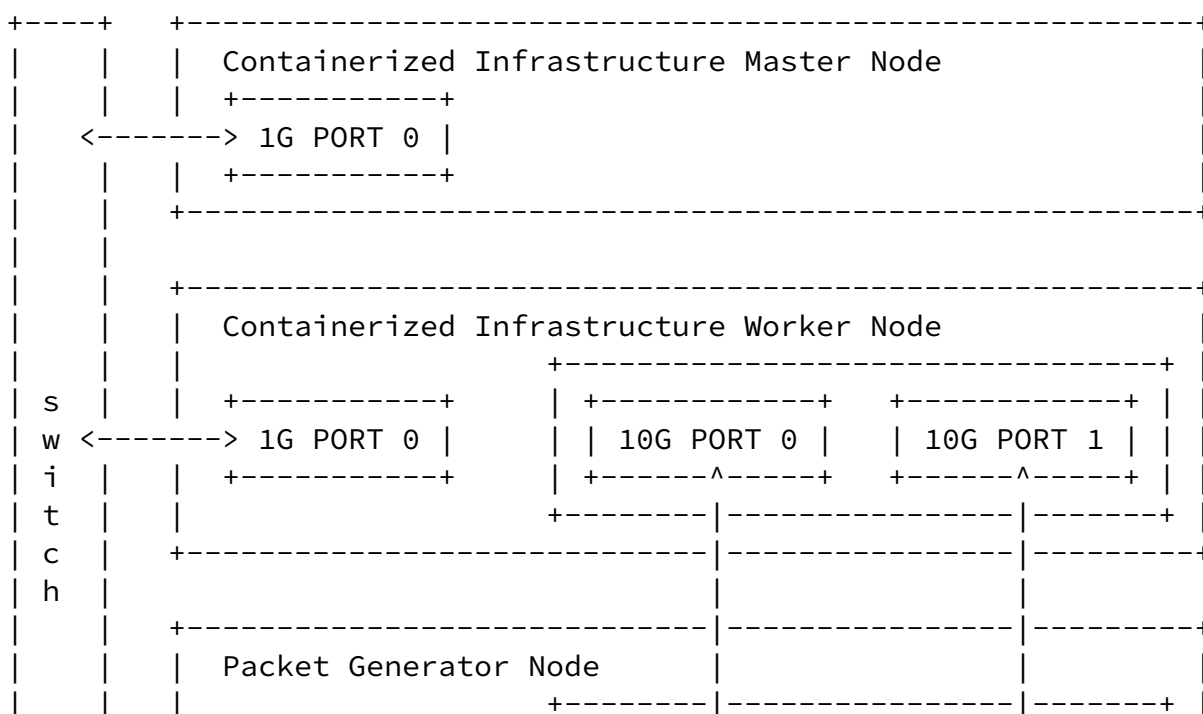 Containerized Infrastructure Master Node
1G PORT 0
Containerized Infrastructure Worker Node
1G PORT 0
10G PORT 0
10G PORT 1
switch
Packet Generator Node